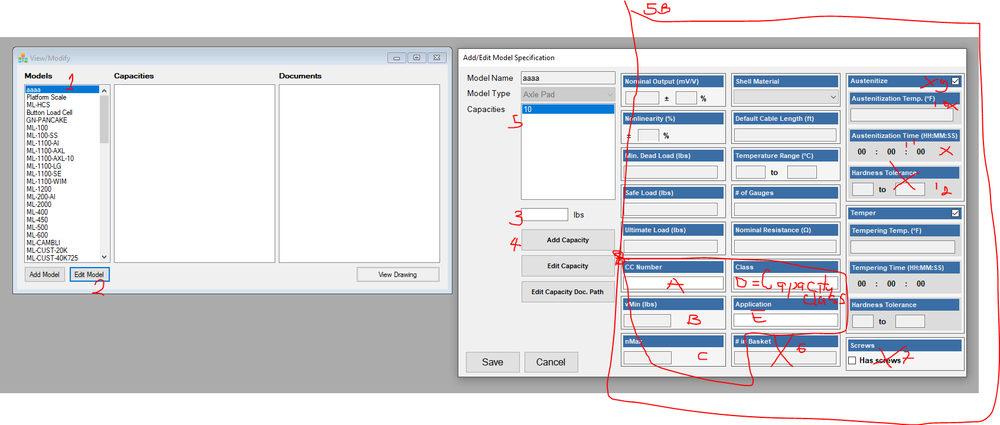 5B
View/Modify
Models 1
Capacities
Documents
aaaa
Platform Scale
ML-HCS
Button Load Cell
GN-PANCAKE
ML-100
ML-100-SS
ML-1100-AI
ML-1100-AXL
ML-1100-AXL-10
ML-1100-LG
ML-1100-SE
ML-1100-WIM
ML-1200
ML-200-AI
ML-2000
ML-400
ML-450
ML-500
ML-600
ML-CAMBLI
ML-CUST-20K
ML-CUST-40K725
Add Model
Edit Model
2
View Drawing
Add/Edit Model Specification
Model Name aaaa
Model Type Axle Pad
Capacities 10
5
3 lbs
4 Add Capacity
Edit Capacity
Edit Capacity Doc. Path
Save
Cancel
Nominal Output (mV/V)
± %
Nonlinearity (%)
± %
Min. Dead Load (lbs)
Safe Load (lbs)
Ultimate Load (lbs)
CC Number
A
vMin (lbs)
B
nMax
C
Shell Material
Default Cable Length (ft)
Temperature Range (°C)
to
# of Gauges
Nominal Resistance (Ω)
Class
D = Capacity
Class
Application
E
# in Basket
X 6
Austenitize X 9
Austenitization Temp. (°F)
10 X
Austenitization Time (HH:MM:SS)
11
00 : 00 : 00 X
Hardness Tolerance
X
to 12
Temper
Tempering Temp. (°F)
Tempering Time (HH:MM:SS)
00 : 00 : 00
Hardness Tolerance
to
Screws
Has screws X 7